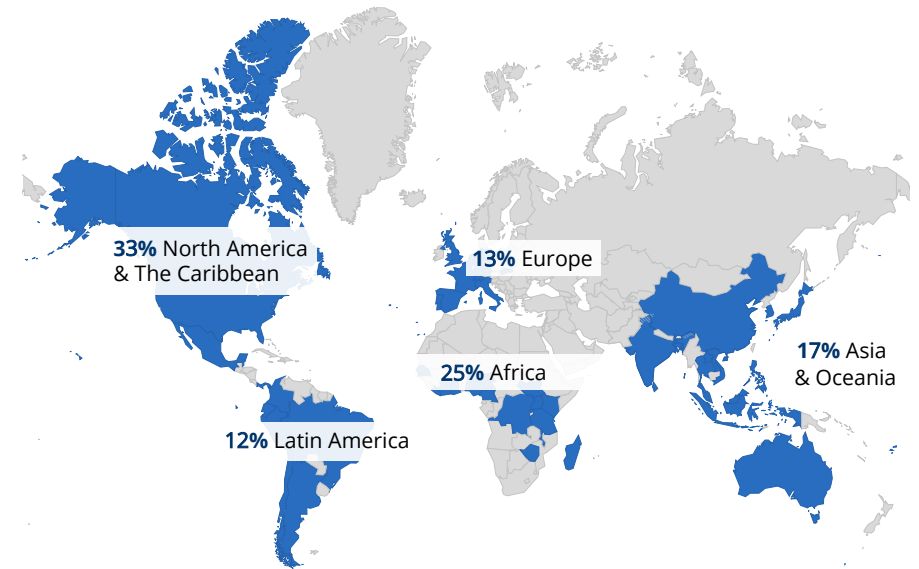 33% North America
& The Caribbean
13% Europe
17% Asia
& Oceania
25% Africa
12% Latin America